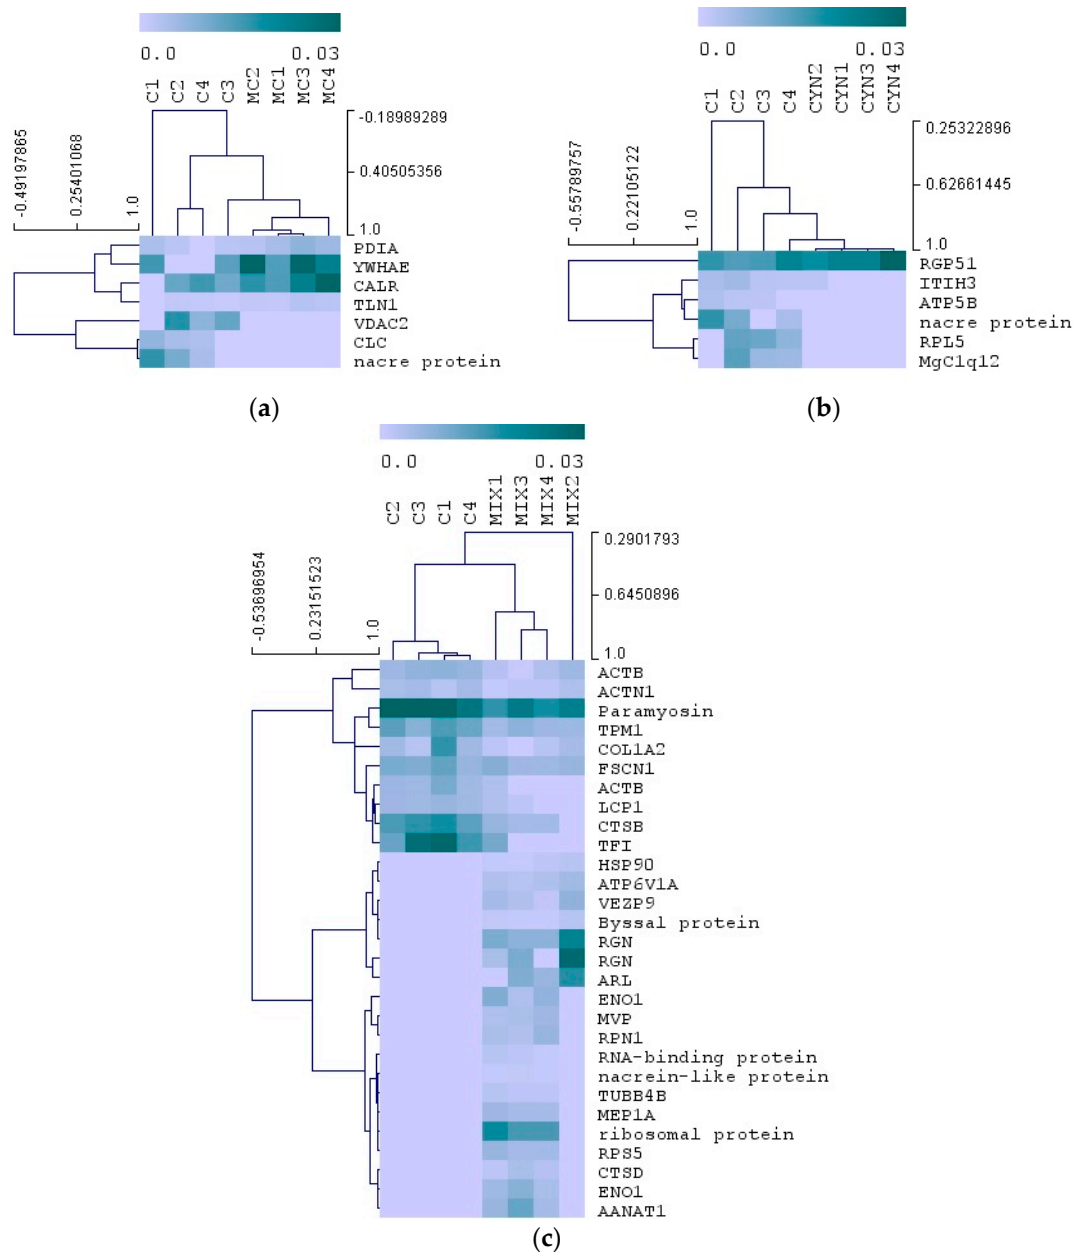 0.0 0.03
C1 C2 C4 C3 MC2 MC1 MC3 MC4
-0.18989289
0.40505356
1.0
-0.49197865 0.25401068 1.0
PDIA
YWHAE
CALR
TLN1
VDAC2
CLC
nacre protein
(a)
0.0 0.03
C1 C2 C3 C4 CYN2 CYN1 CYN3 CYN4
0.25322896
0.62661445
1.0
-0.55789757 0.22105122 1.0
RGP51
ITIH3
ATP5B
nacre protein
RPL5
MgC1q12
(b)
0.0 0.03
C2 C3 C1 C4 MIX1 MIX3 MIX4 MIX2
0.2901793
0.6450896
1.0
-0.53696954 0.23151523 1.0
ACTB
ACTN1
Paramyosin
TPM1
COL1A2
FSCN1
ACTB
LCP1
CTSB
TFI
HSP90
ATP6V1A
VEZP9
Byssal protein
RGN
RGN
ARL
ENO1
MVP
RPN1
RNA-binding protein
nacrein-like protein
TUBB4B
MEP1A
ribosomal protein
RPS5
CTSD
ENO1
AANAT1
(c)